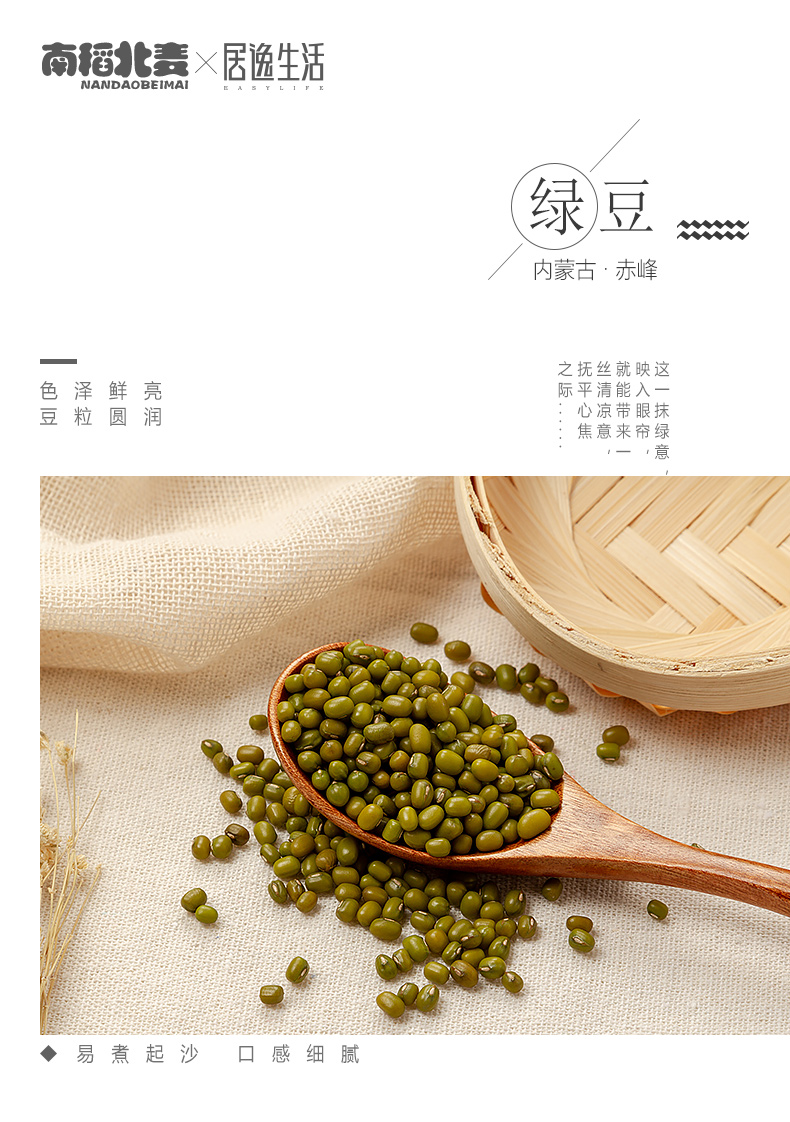 南稻北麦×居逸生活
NANDAOBEIMAI
EASYLIFE
绿豆
内蒙古·赤峰
色泽鲜亮
豆粒圆润
这一抹绿意，
映入眼帘，
就能带来一
丝清凉意，
抚平心焦
之际......
◆ 易煮起沙 口感细腻